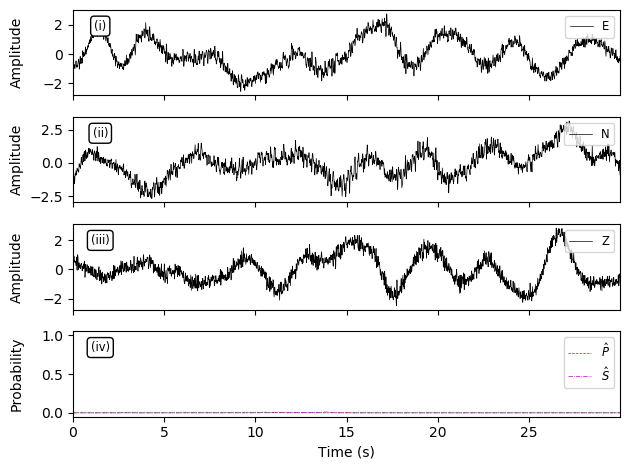 Amplitude
2
0
−2
(i)
E
Amplitude
2.5
0.0
−2.5
(ii)
N
Amplitude
2
0
−2
(iii)
Z
Probability
1.0
0.5
0.0
(iv)
P̂
Ŝ
0 5 10 15 20 25
Time (s)